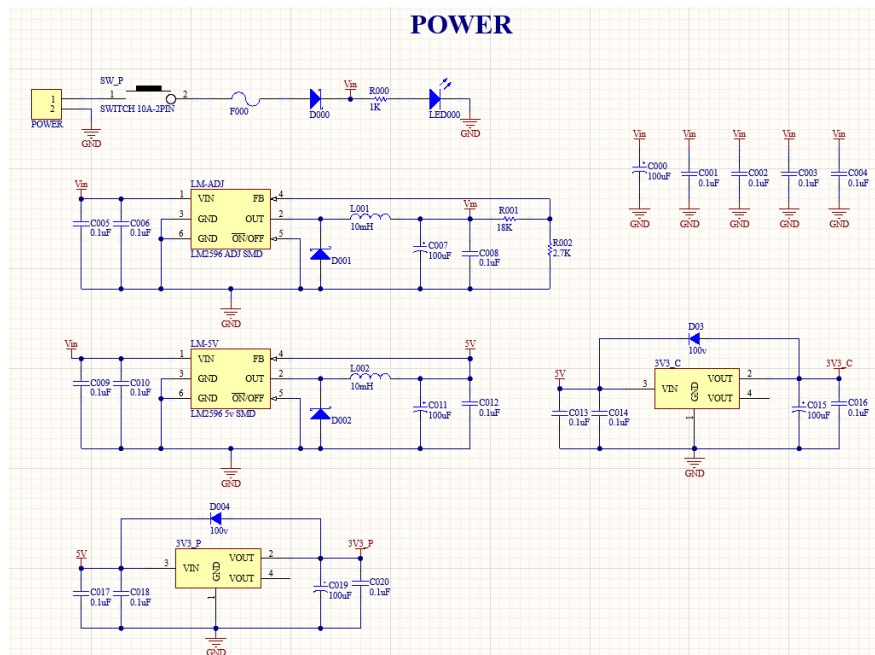 POWER
SW_P
1
2
SWITCH 10A-2PIN
1
2
POWER
GND
F000
D000
Vin
R000
1K
LED000
GND
Vin
Vin
Vin
Vin
Vin
C000
100uF
C001
0.1uF
C002
0.1uF
C003
0.1uF
C004
0.1uF
GND
GND
GND
GND
GND
Vin
LM-ADJ
1 VIN FB 4
3 GND OUT 2
6 GND ON/OFF 5
LM2596 ADJ SMD
C005
0.1uF
C006
0.1uF
L001
10mH
D001
C007
100uF
Vm
C008
0.1uF
R001
18K
R002
2.7K
GND
Vin
LM-5V
1 VIN FB 4
3 GND OUT 2
6 GND ON/OFF 5
LM2596 5v SMD
C009
0.1uF
C010
0.1uF
L002
10mH
D002
C011
100uF
5V
C012
0.1uF
GND
D03
100v
5V
3V3_C
3 VIN VOUT 2
VOUT 4
GND
1
C013
0.1uF
C014
0.1uF
C015
100uF
3V3_C
C016
0.1uF
GND
D004
100v
5V
3V3_P
3 VIN VOUT 2
VOUT 4
GND
1
C017
0.1uF
C018
0.1uF
C019
100uF
3V3_P
C020
0.1uF
GND